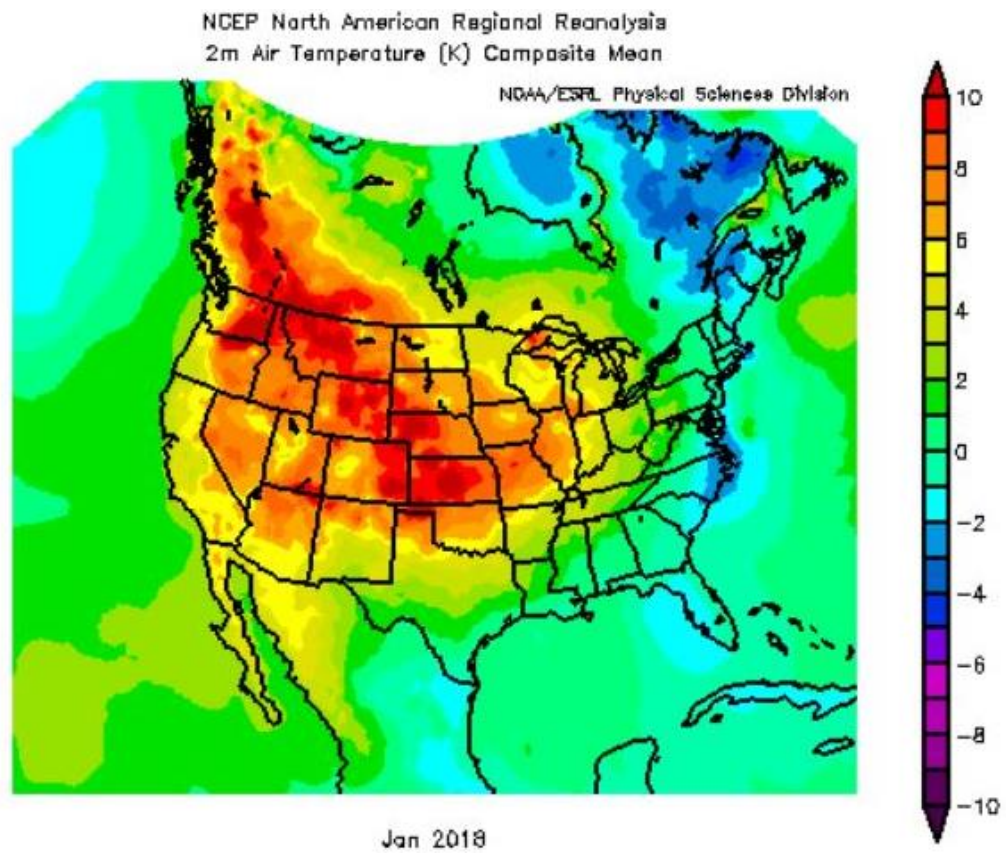 NCEP North American Regional Reanalysis
2m Air Temperature (K) Composite Mean
NOAA/ESRL Physical Sciences Division
10
8
6
4
2
0
-2
-4
-6
-8
-10
Jan 2018